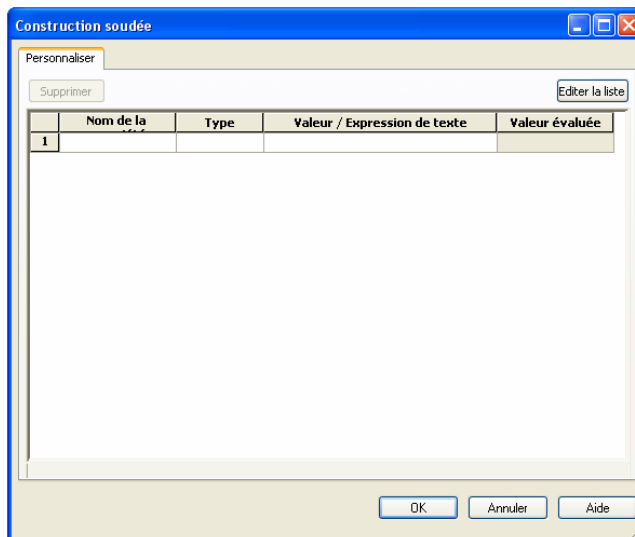 Construction soudée
Personnaliser
Supprimer Editer la liste
Nom de la Type Valeur / Expression de texte Valeur évaluée
1
OK Annuler Aide